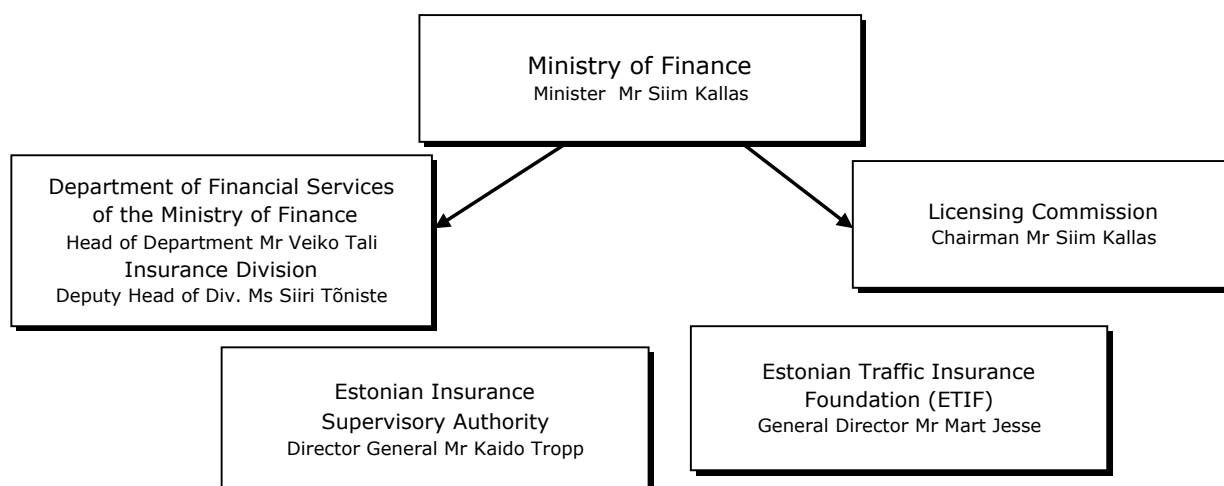 Ministry of Finance
Minister Mr Siim Kallas
Department of Financial Services
of the Ministry of Finance
Head of Department Mr Veiko Tali
Insurance Division
Deputy Head of Div. Ms Siiri Tõniste
Licensing Commission
Chairman Mr Siim Kallas
Estonian Insurance
Supervisory Authority
Director General Mr Kaido Tropp
Estonian Traffic Insurance
Foundation (ETIF)
General Director Mr Mart Jesse